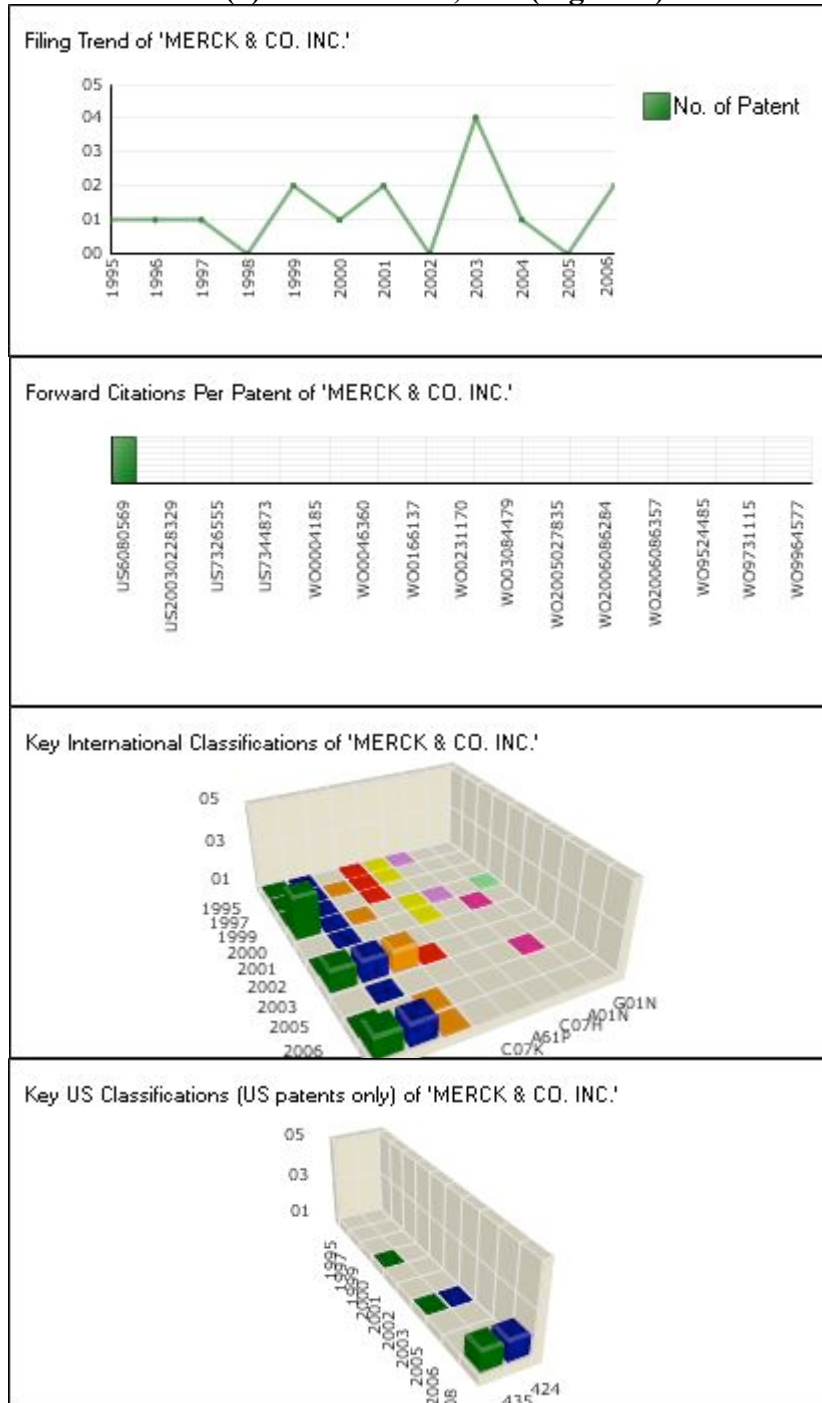 Filing Trend of 'MERCK & CO. INC.'
05
04
03
02
01
00
1995
1996
1997
1998
1999
2000
2001
2002
2003
2004
2005
2006
No. of Patent
Forward Citations Per Patent of 'MERCK & CO. INC.'
US6080569
US20030228329
US7326555
US7344873
WO0004185
WO0046360
WO0166137
WO0231170
WO03084479
WO2005027835
WO2006086284
WO2006086357
WO9524485
WO9731115
WO9964577
Key International Classifications of 'MERCK & CO. INC.'
05
03
01
1995
1997
1999
2000
2001
2002
2003
2005
2006
C07K
A61P
C07H
A01N
G01N
Key US Classifications (US patents only) of 'MERCK & CO. INC.'
05
03
01
1995
1997
1999
2000
2001
2002
2003
2005
2006
435
424